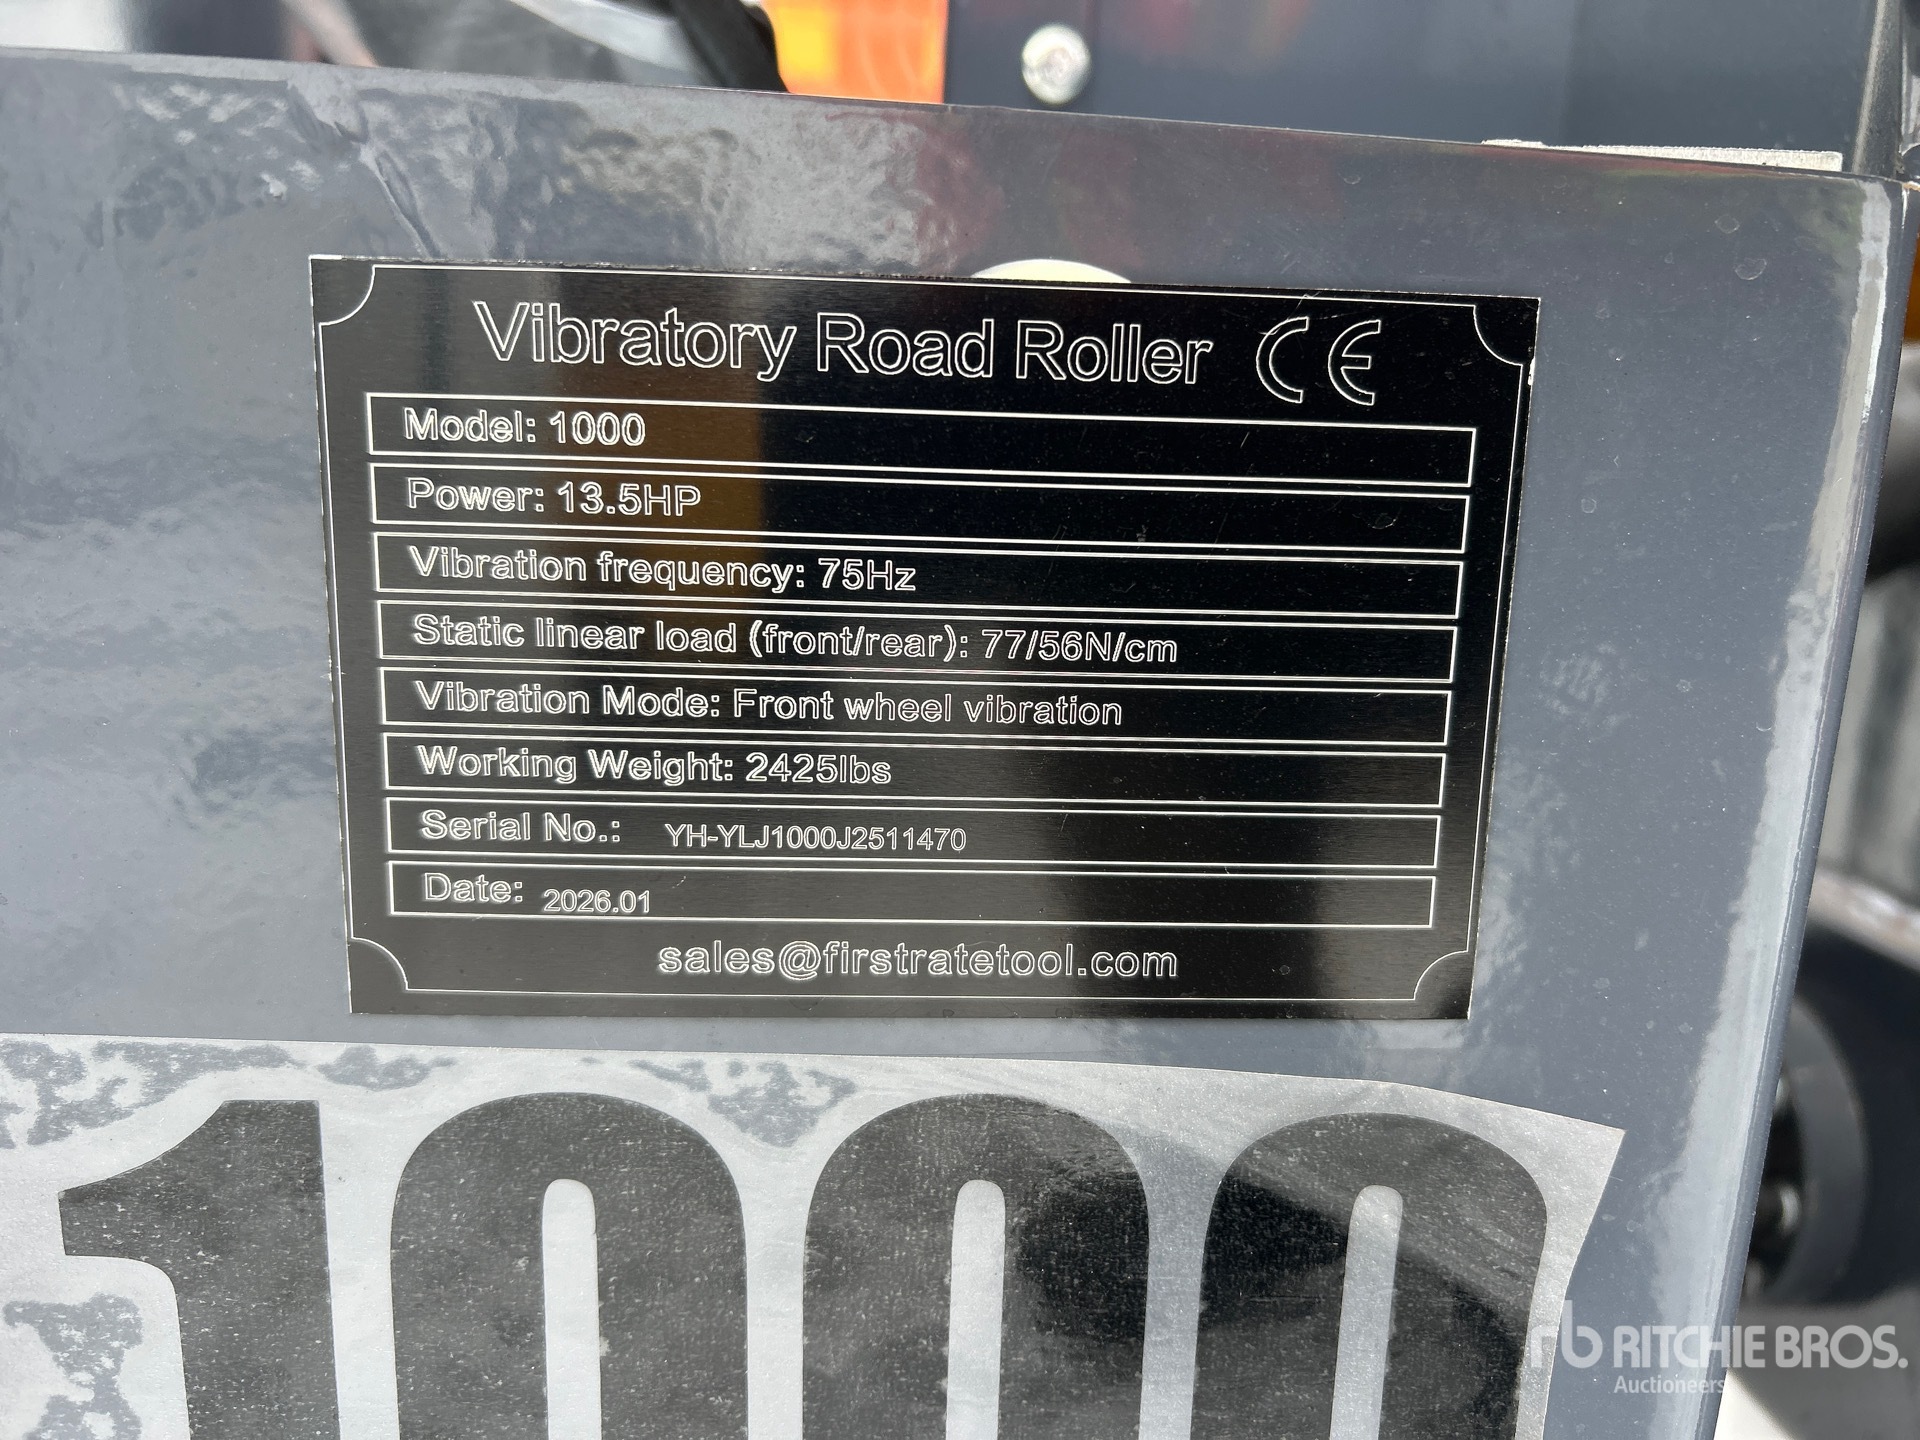 Vibratory Road Roller CE
Model: 1000
Power: 13.5HP
Vibration frequency: 75Hz
Static linear load (front/rear): 77/56N/cm
Vibration Mode: Front wheel vibration
Working Weight: 2425lbs
Serial No.: YH-YLJ1000J2511470
Date: 2026.01
sales@firstratetool.com
1000
rb RITCHIE BROS.
Auctioneers